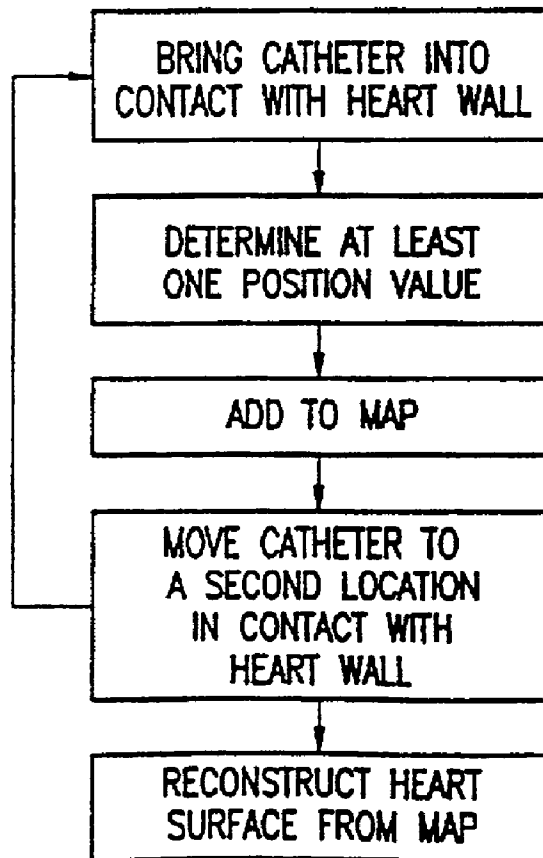 BRING CATHETER INTO
CONTACT WITH HEART WALL
DETERMINE AT LEAST
ONE POSITION VALUE
ADD TO MAP
MOVE CATHETER TO
A SECOND LOCATION
IN CONTACT WITH
HEART WALL
RECONSTRUCT HEART
SURFACE FROM MAP